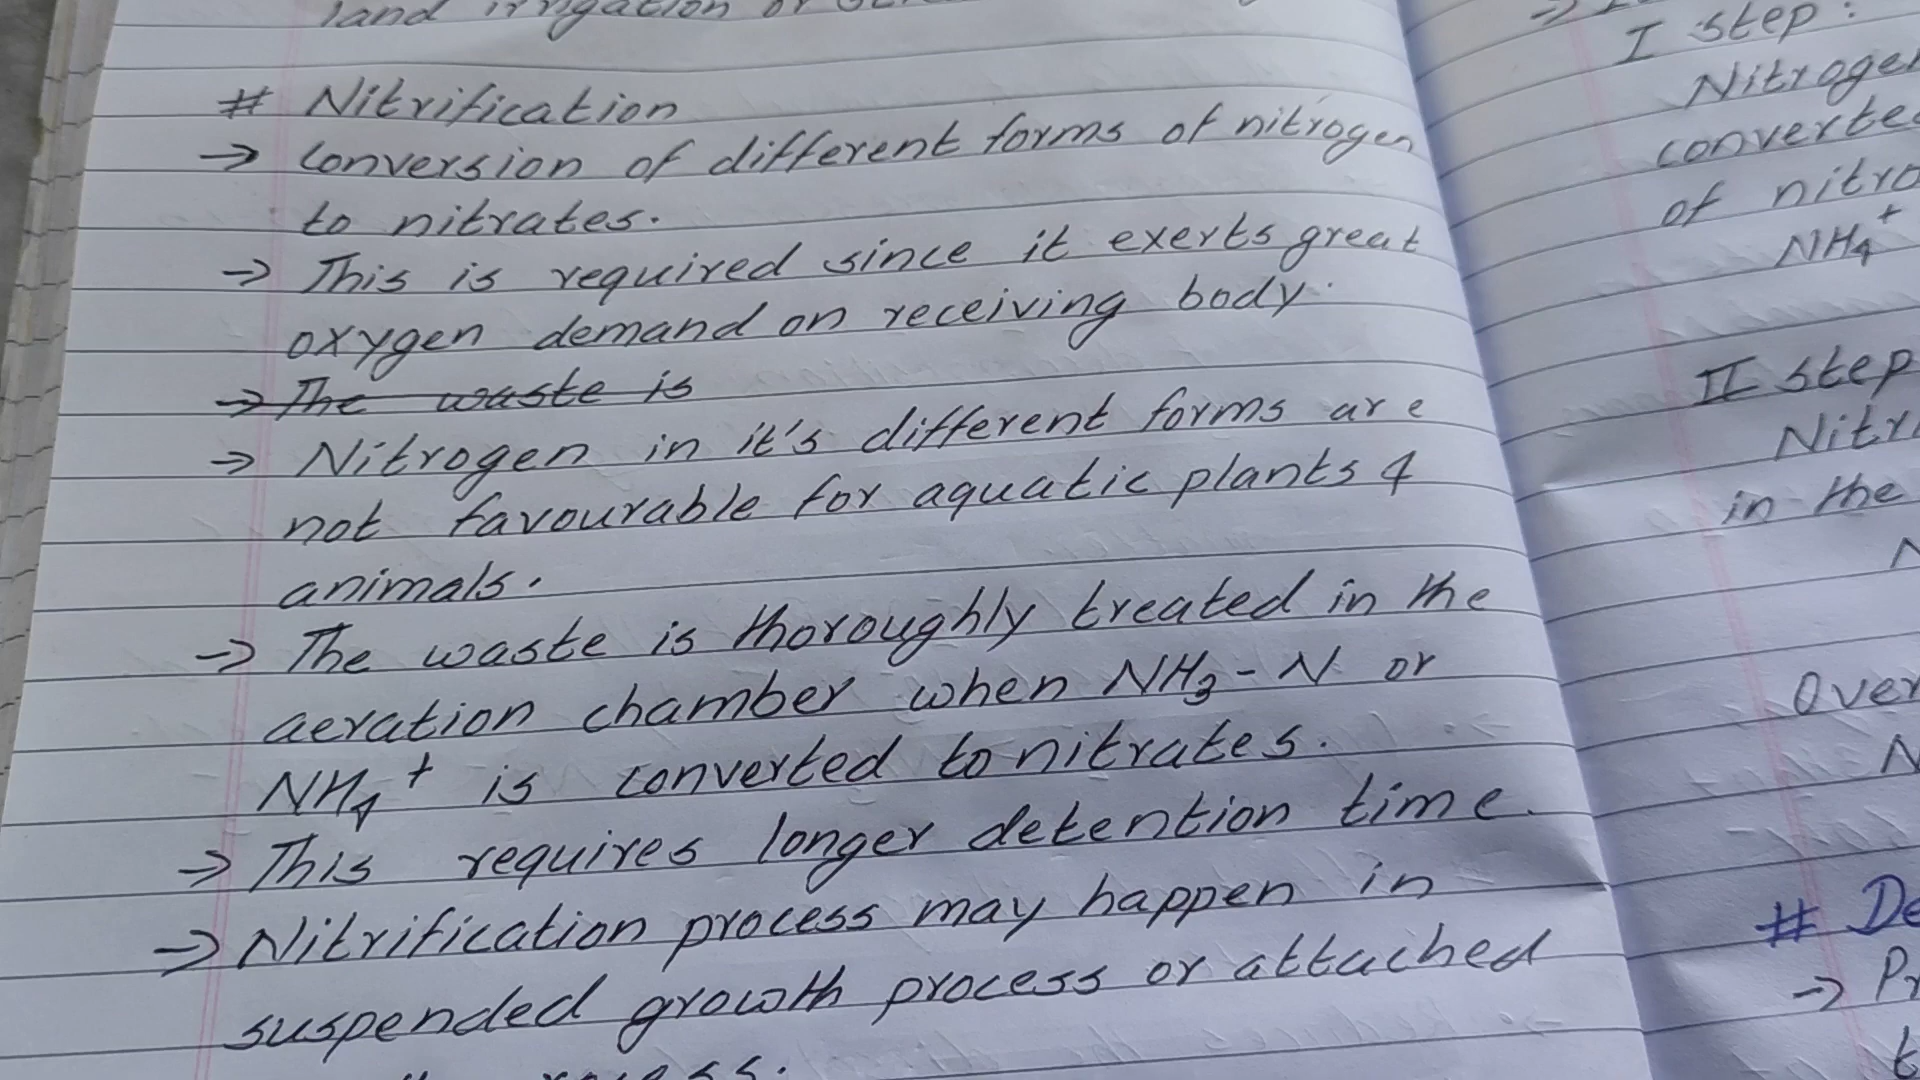 land irrigation or
# Nitrification
→ conversion of different forms of nitrogen
to nitrates.
→ This is required since it exerts great
oxygen demand on receiving body.
→ The waste is
→ Nitrogen in it's different forms are
not favourable for aquatic plants &
animals.
→ The waste is thoroughly treated in the
aeration chamber when NH₃-N or
NH₄⁺ is converted to nitrates.
→ This requires longer detention time.
→ Nitrification process may happen in
suspended growth process or attached
I step:
Nitrogen
converted
of nitro
NH₄⁺
II step
Nitri
in the
N
Over
N
# De
→ Pr
t